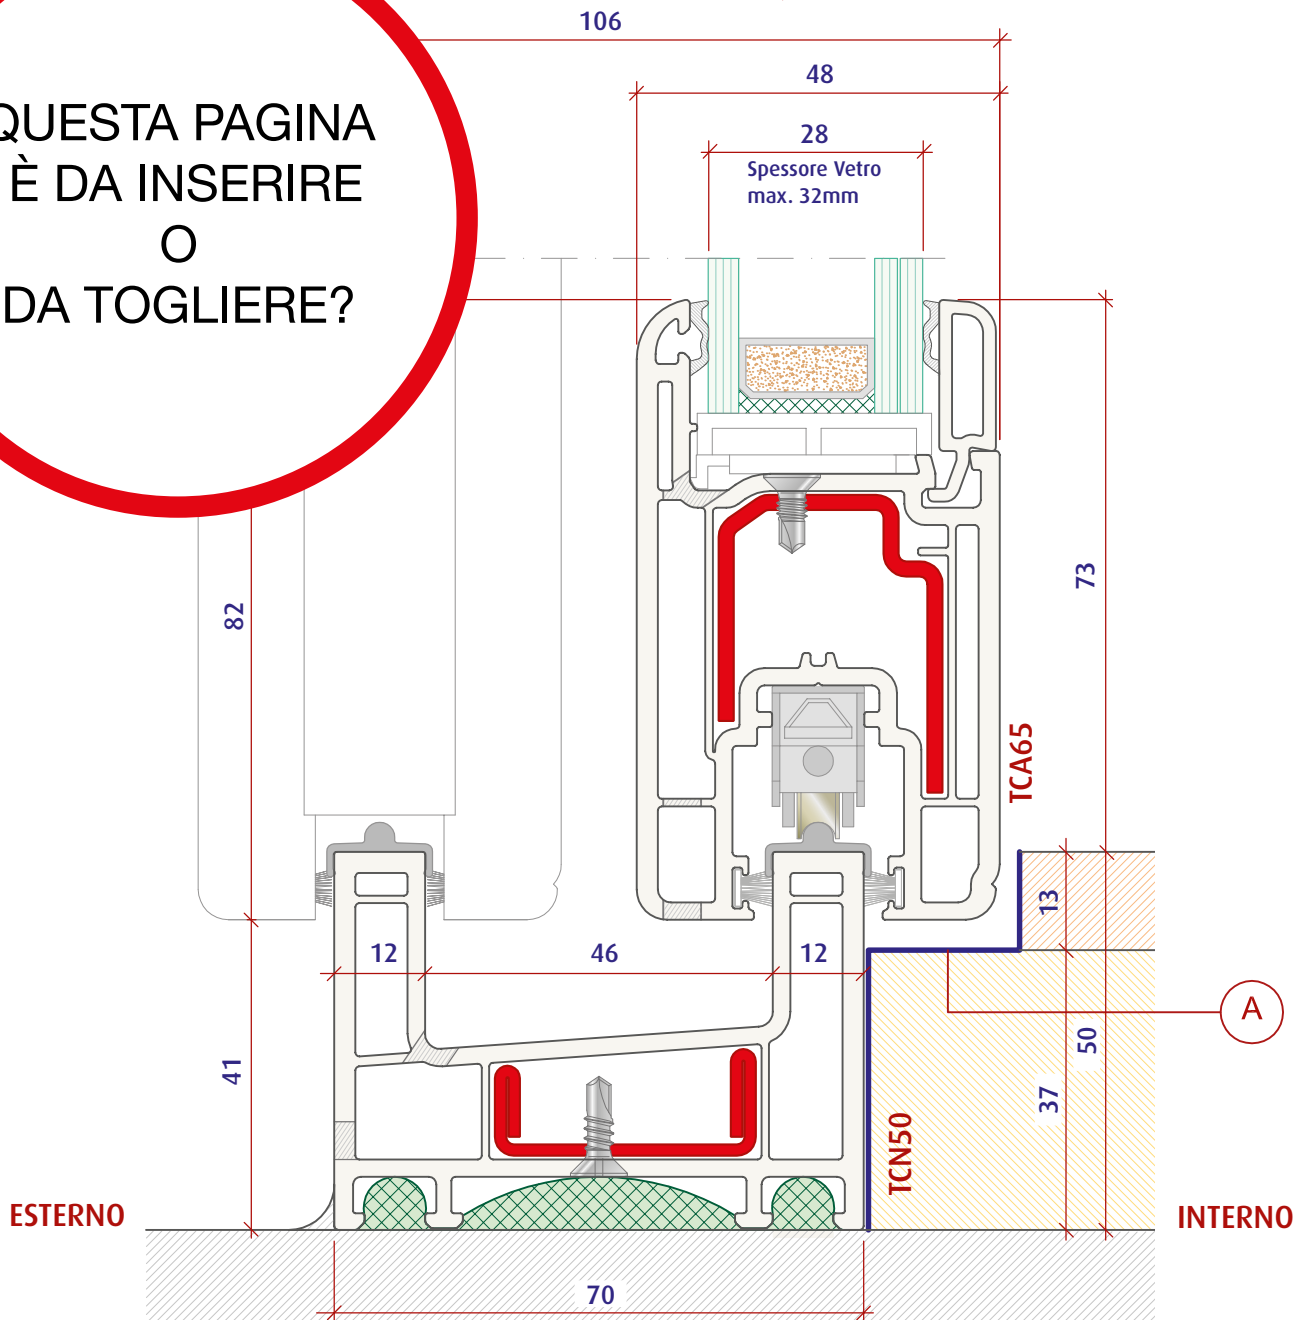 106
48
28
Spessore Vetro
max. 32mm
QUESTA PAGINA
È DA INSERIRE
O
DA TOGLIERE?
73
82
TCA65
13
12
46
12
A
50
41
37
TCN50
ESTERNO
INTERNO
70